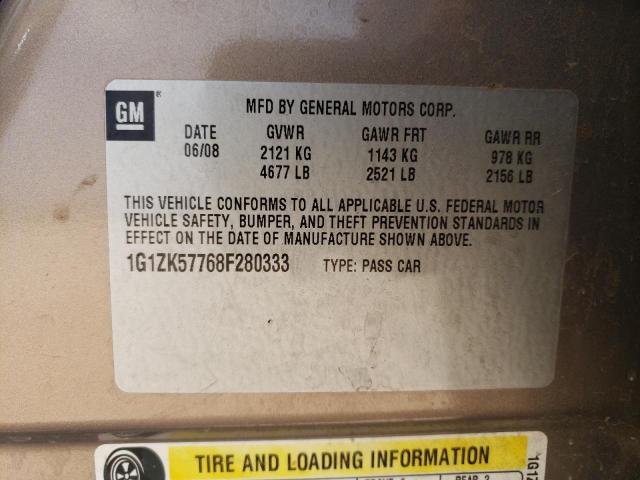 GM ®
MFD BY GENERAL MOTORS CORP.
DATE GVWR GAWR FRT GAWR RR
06/08 2121 KG 1143 KG 978 KG
4677 LB 2521 LB 2156 LB
THIS VEHICLE CONFORMS TO ALL APPLICABLE U.S. FEDERAL MOTOR
VEHICLE SAFETY, BUMPER, AND THEFT PREVENTION STANDARDS IN
EFFECT ON THE DATE OF MANUFACTURE SHOWN ABOVE.
1G1ZK57768F280333 TYPE: PASS CAR
TIRE AND LOADING INFORMATION